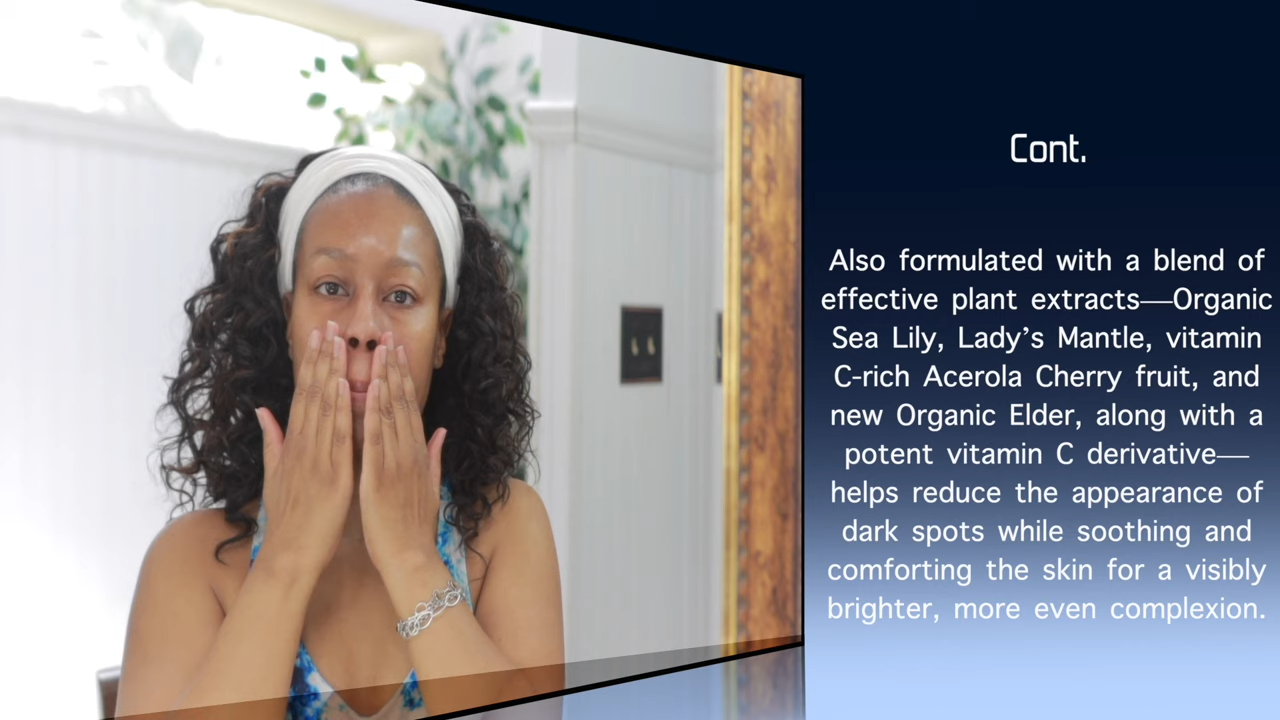 Cont.
Also formulated with a blend of
effective plant extracts—Organic
Sea Lily, Lady’s Mantle, vitamin
C-rich Acerola Cherry fruit, and
new Organic Elder, along with a
potent vitamin C derivative—
helps reduce the appearance of
dark spots while soothing and
comforting the skin for a visibly
brighter, more even complexion.